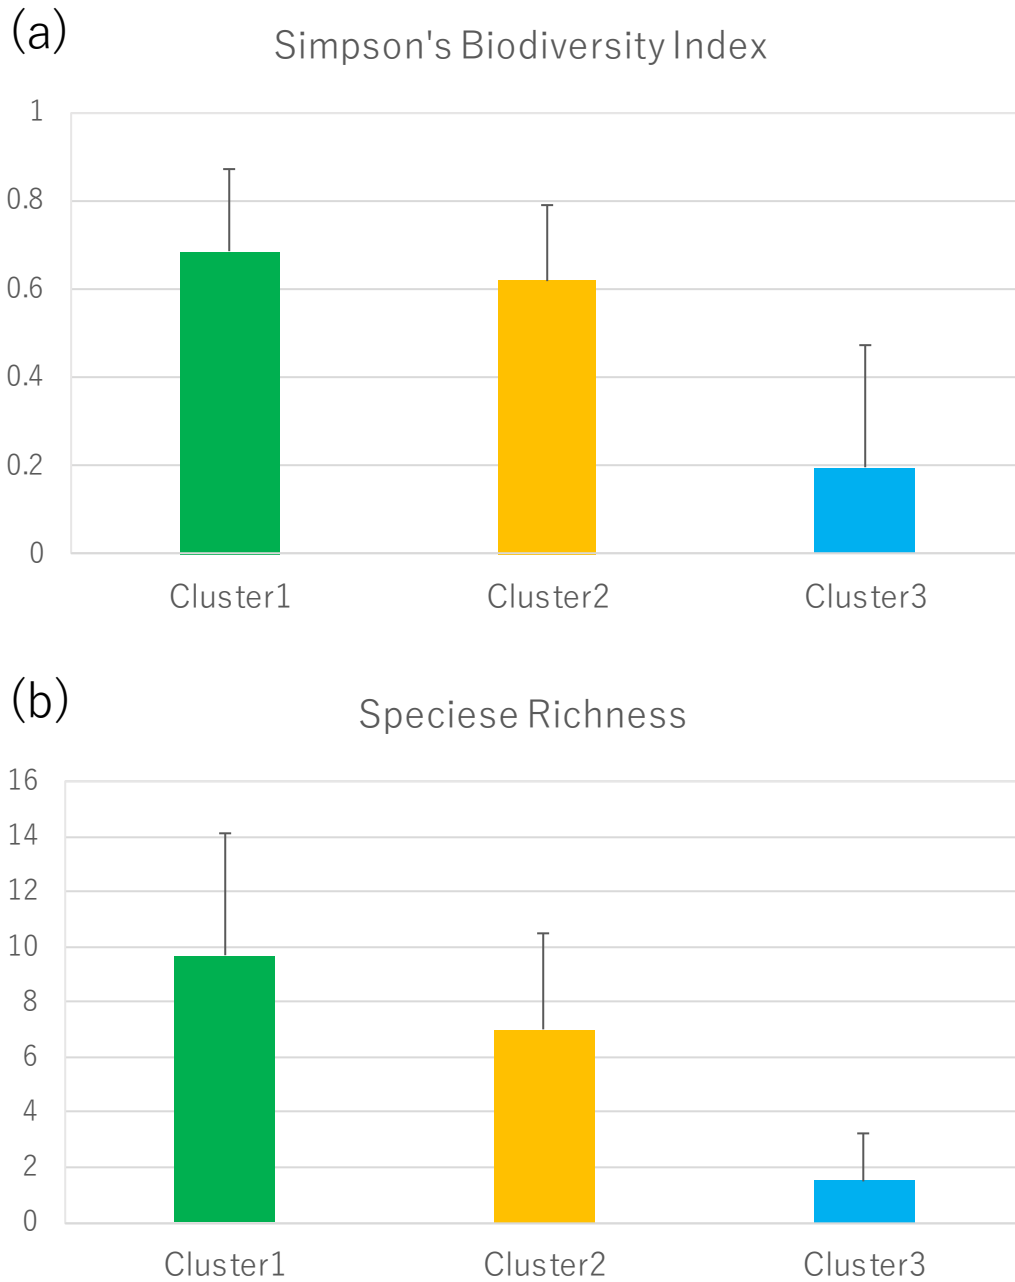 (a)
Simpson's Biodiversity Index
1
0.8
0.6
0.4
0.2
0
Cluster1 Cluster2 Cluster3
(b)
Speciese Richness
16
14
12
10
8
6
4
2
0
Cluster1 Cluster2 Cluster3